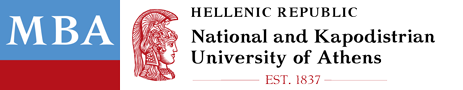 MBA
HELLENIC REPUBLIC
National and Kapodistrian
University of Athens
EST. 1837